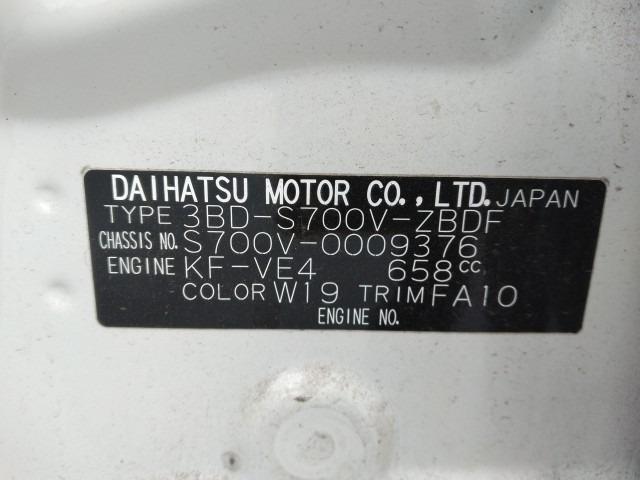 DAIHATSU MOTOR CO., LTD. JAPAN
TYPE 3BD-S700V-ZBDF
CHASSIS NO. S700V-0009376
ENGINE KF-VE4 658cc
COLOR W19 TRIM FA10
ENGINE NO.